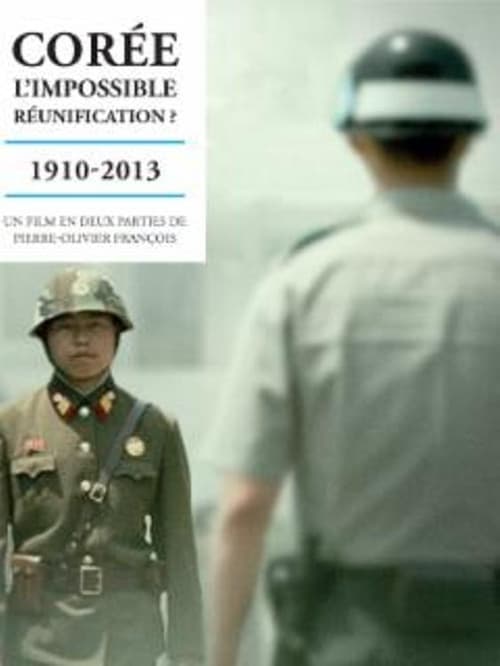 CORÉE
L'IMPOSSIBLE
RÉUNIFICATION ?
1910-2013
UN FILM EN DEUX PARTIES DE
PIERRE-OLIVIER FRANÇOIS